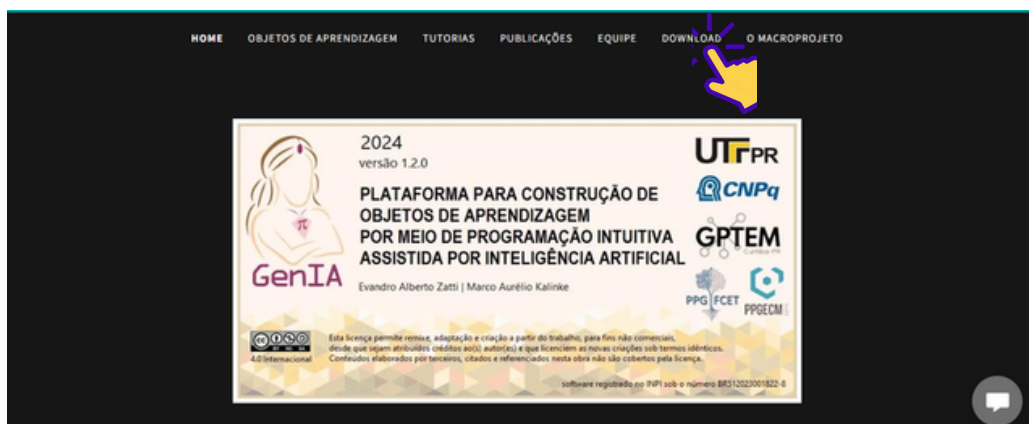 HOME OBJETOS DE APRENDIZAGEM TUTORIAS PUBLICAÇÕES EQUIPE DOWNLOAD O MACROPROJETO
2024
versão 1.2.0
PLATAFORMA PARA CONSTRUÇÃO DE
OBJETOS DE APRENDIZAGEM
POR MEIO DE PROGRAMAÇÃO INTUITIVA
ASSISTIDA POR INTELIGÊNCIA ARTIFICIAL
Evandro Alberto Zatti | Marco Aurélio Kalinke
π
GenIA
UTFPR
CNPq
GPTEM
Curitiba-PR
PPG FCET
PPGECM
4.0 Internacional
Esta licença permite remixe, adaptação e criação a partir do trabalho, para fins não comerciais,
desde que sejam atribuídos créditos ao(s) autor(es) e que licenciem as novas criações sob termos idênticos.
Conteúdos elaborados por terceiros, citados e referenciados nesta obra não são cobertos pela licença.
software registrado no INPI sob o número BR512023001822-8